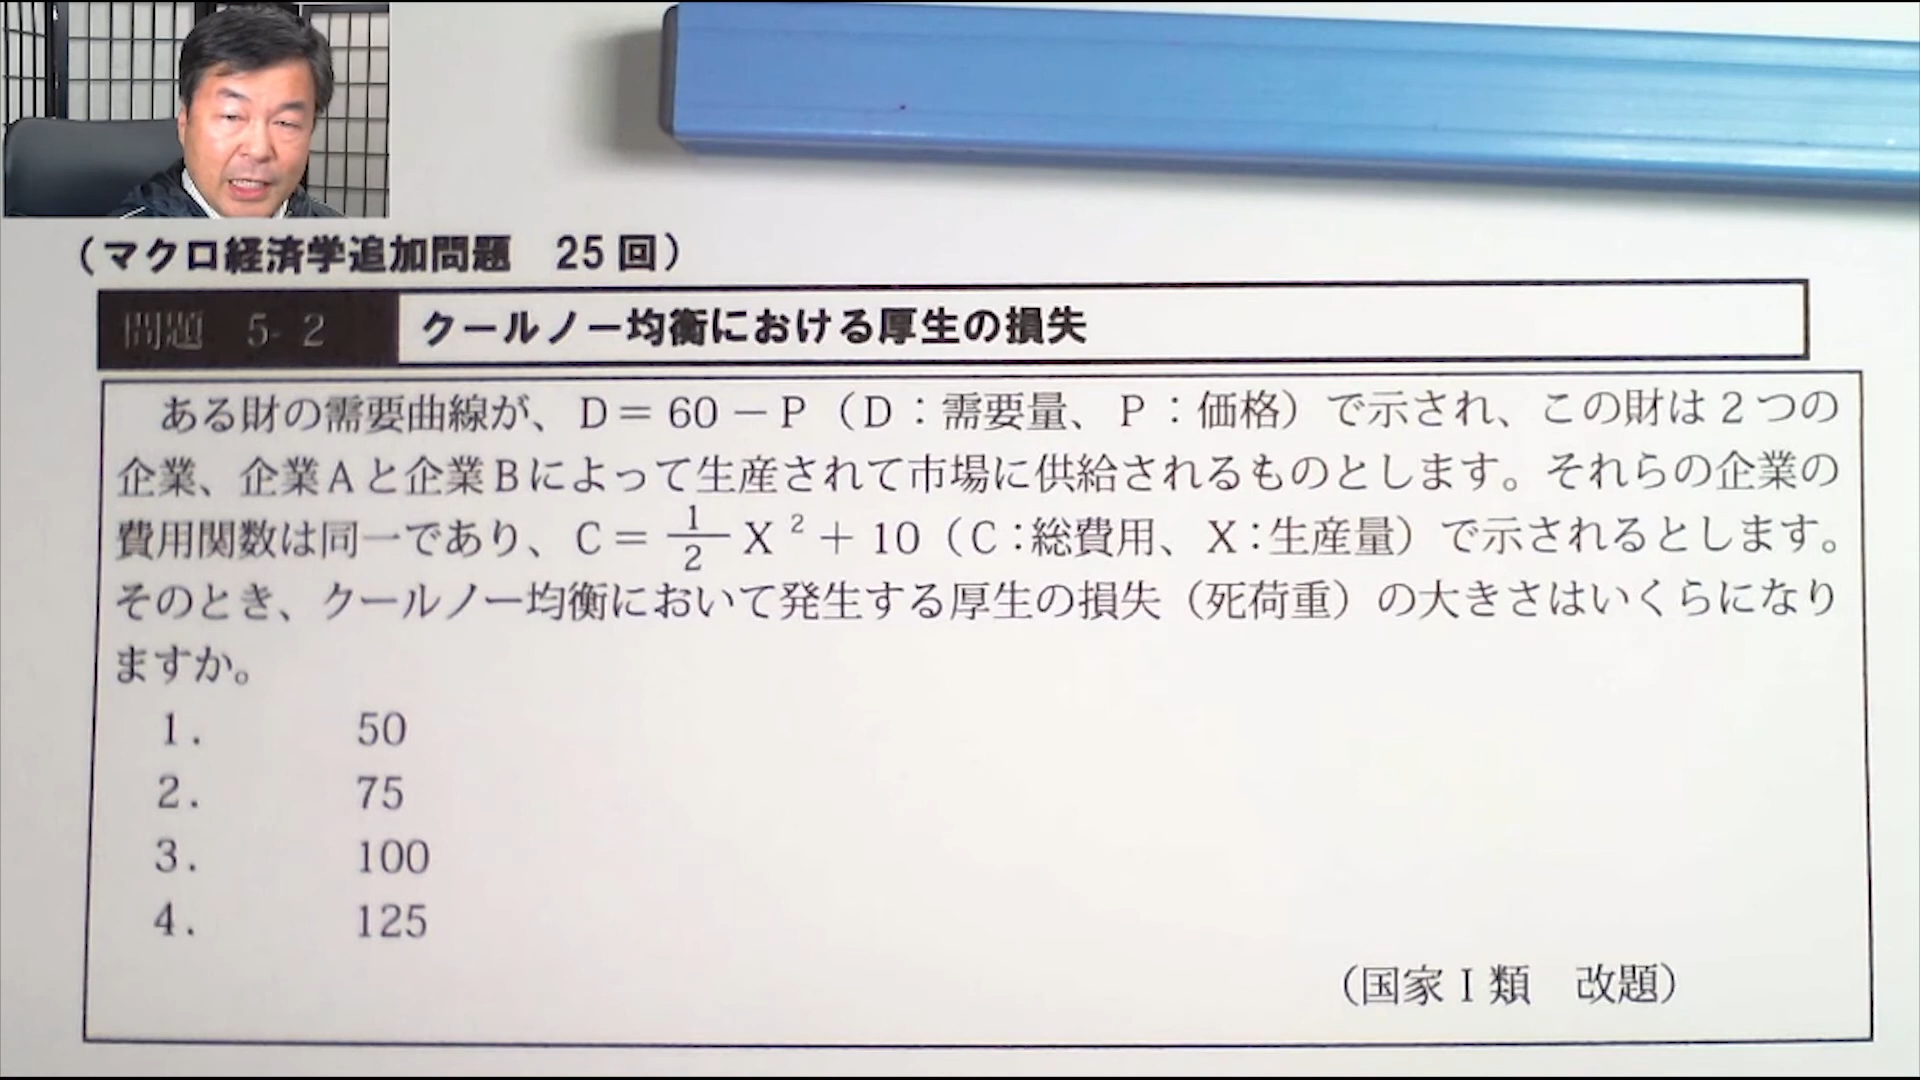 （マクロ経済学追加問題　25回）
問題　5-2　クールノー均衡における厚生の損失
ある財の需要曲線が、D＝60－P（D：需要量、P：価格）で示され、この財は2つの
企業、企業Aと企業Bによって生産されて市場に供給されるものとします。それらの企業の
費用関数は同一であり、C＝1/2X²＋10（C：総費用、X：生産量）で示されるとします。
そのとき、クールノー均衡において発生する厚生の損失（死荷重）の大きさはいくらになり
ますか。
1.　50
2.　75
3.　100
4.　125
（国家Ⅰ類　改題）